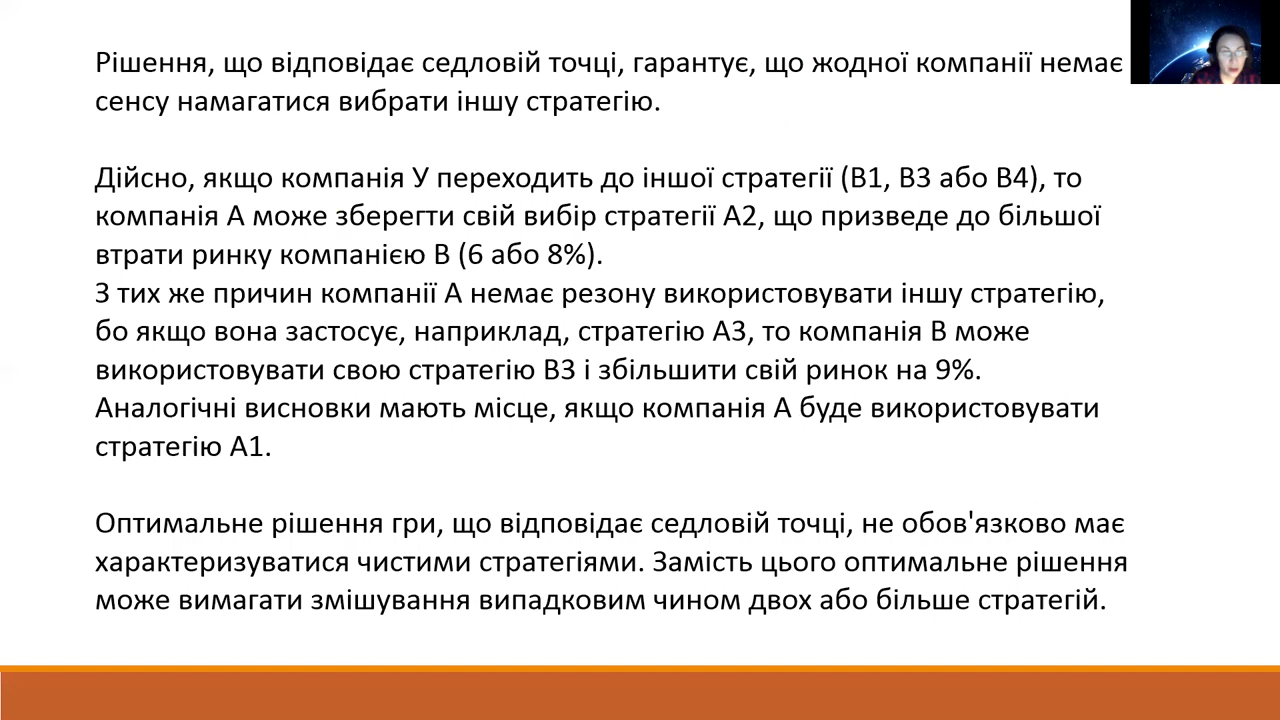 Рішення, що відповідає седловій точці, гарантує, що жодної компанії немає
сенсу намагатися вибрати іншу стратегію.
Дійсно, якщо компанія У переходить до іншої стратегії (В1, В3 або В4), то
компанія А може зберегти свій вибір стратегії А2, що призведе до більшої
втрати ринку компанією В (6 або 8%).
З тих же причин компанії А немає резону використовувати іншу стратегію,
бо якщо вона застосує, наприклад, стратегію А3, то компанія В може
використовувати свою стратегію В3 і збільшити свій ринок на 9%.
Аналогічні висновки мають місце, якщо компанія А буде використовувати
стратегію А1.
Оптимальне рішення гри, що відповідає седловій точці, не обов'язково має
характеризуватися чистими стратегіями. Замість цього оптимальне рішення
може вимагати змішування випадковим чином двох або більше стратегій.